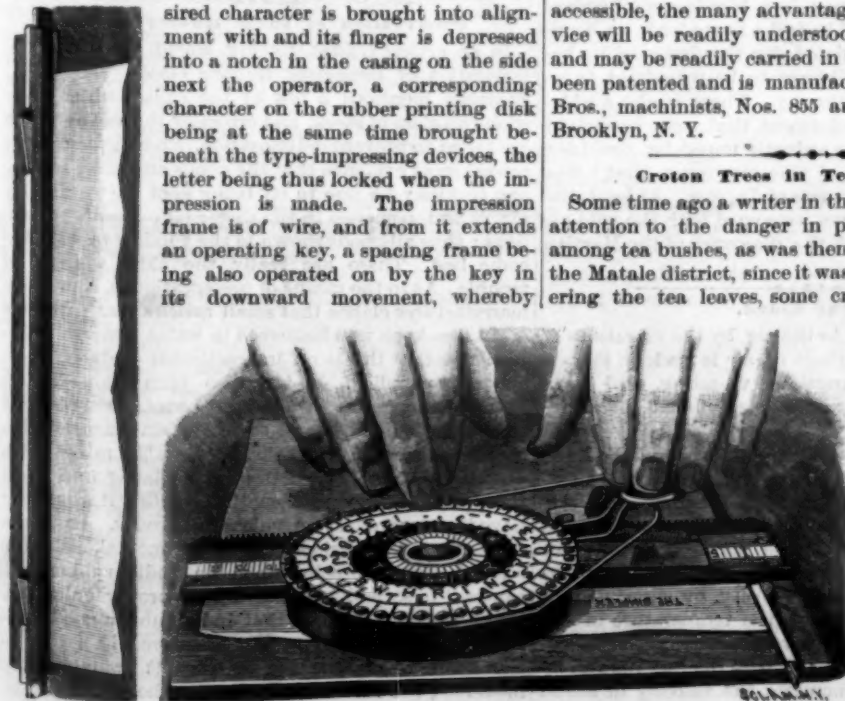 sired character is brought into align-
ment with and its finger is depressed
into a notch in the casing on the side
next the operator, a corresponding
character on the rubber printing disk
being at the same time brought be-
neath the type-impressing devices, the
letter being thus locked when the im-
pression is made. The impression
frame is of wire, and from it extends
an operating key, a spacing frame be-
ing also operated on by the key in
its downward movement, whereby
accessible, the many advantag
vice will be readily understoo
and may be readily carried in
been patented and is manufac
Bros., machinists, Nos. 855 a
Brooklyn, N. Y.
Croton Trees in Te
Some time ago a writer in th
attention to the danger in p
among tea bushes, as was then
the Matale district, since it was
ering the tea leaves, some c
THE SIMPLER
SCI.AM.N.Y.